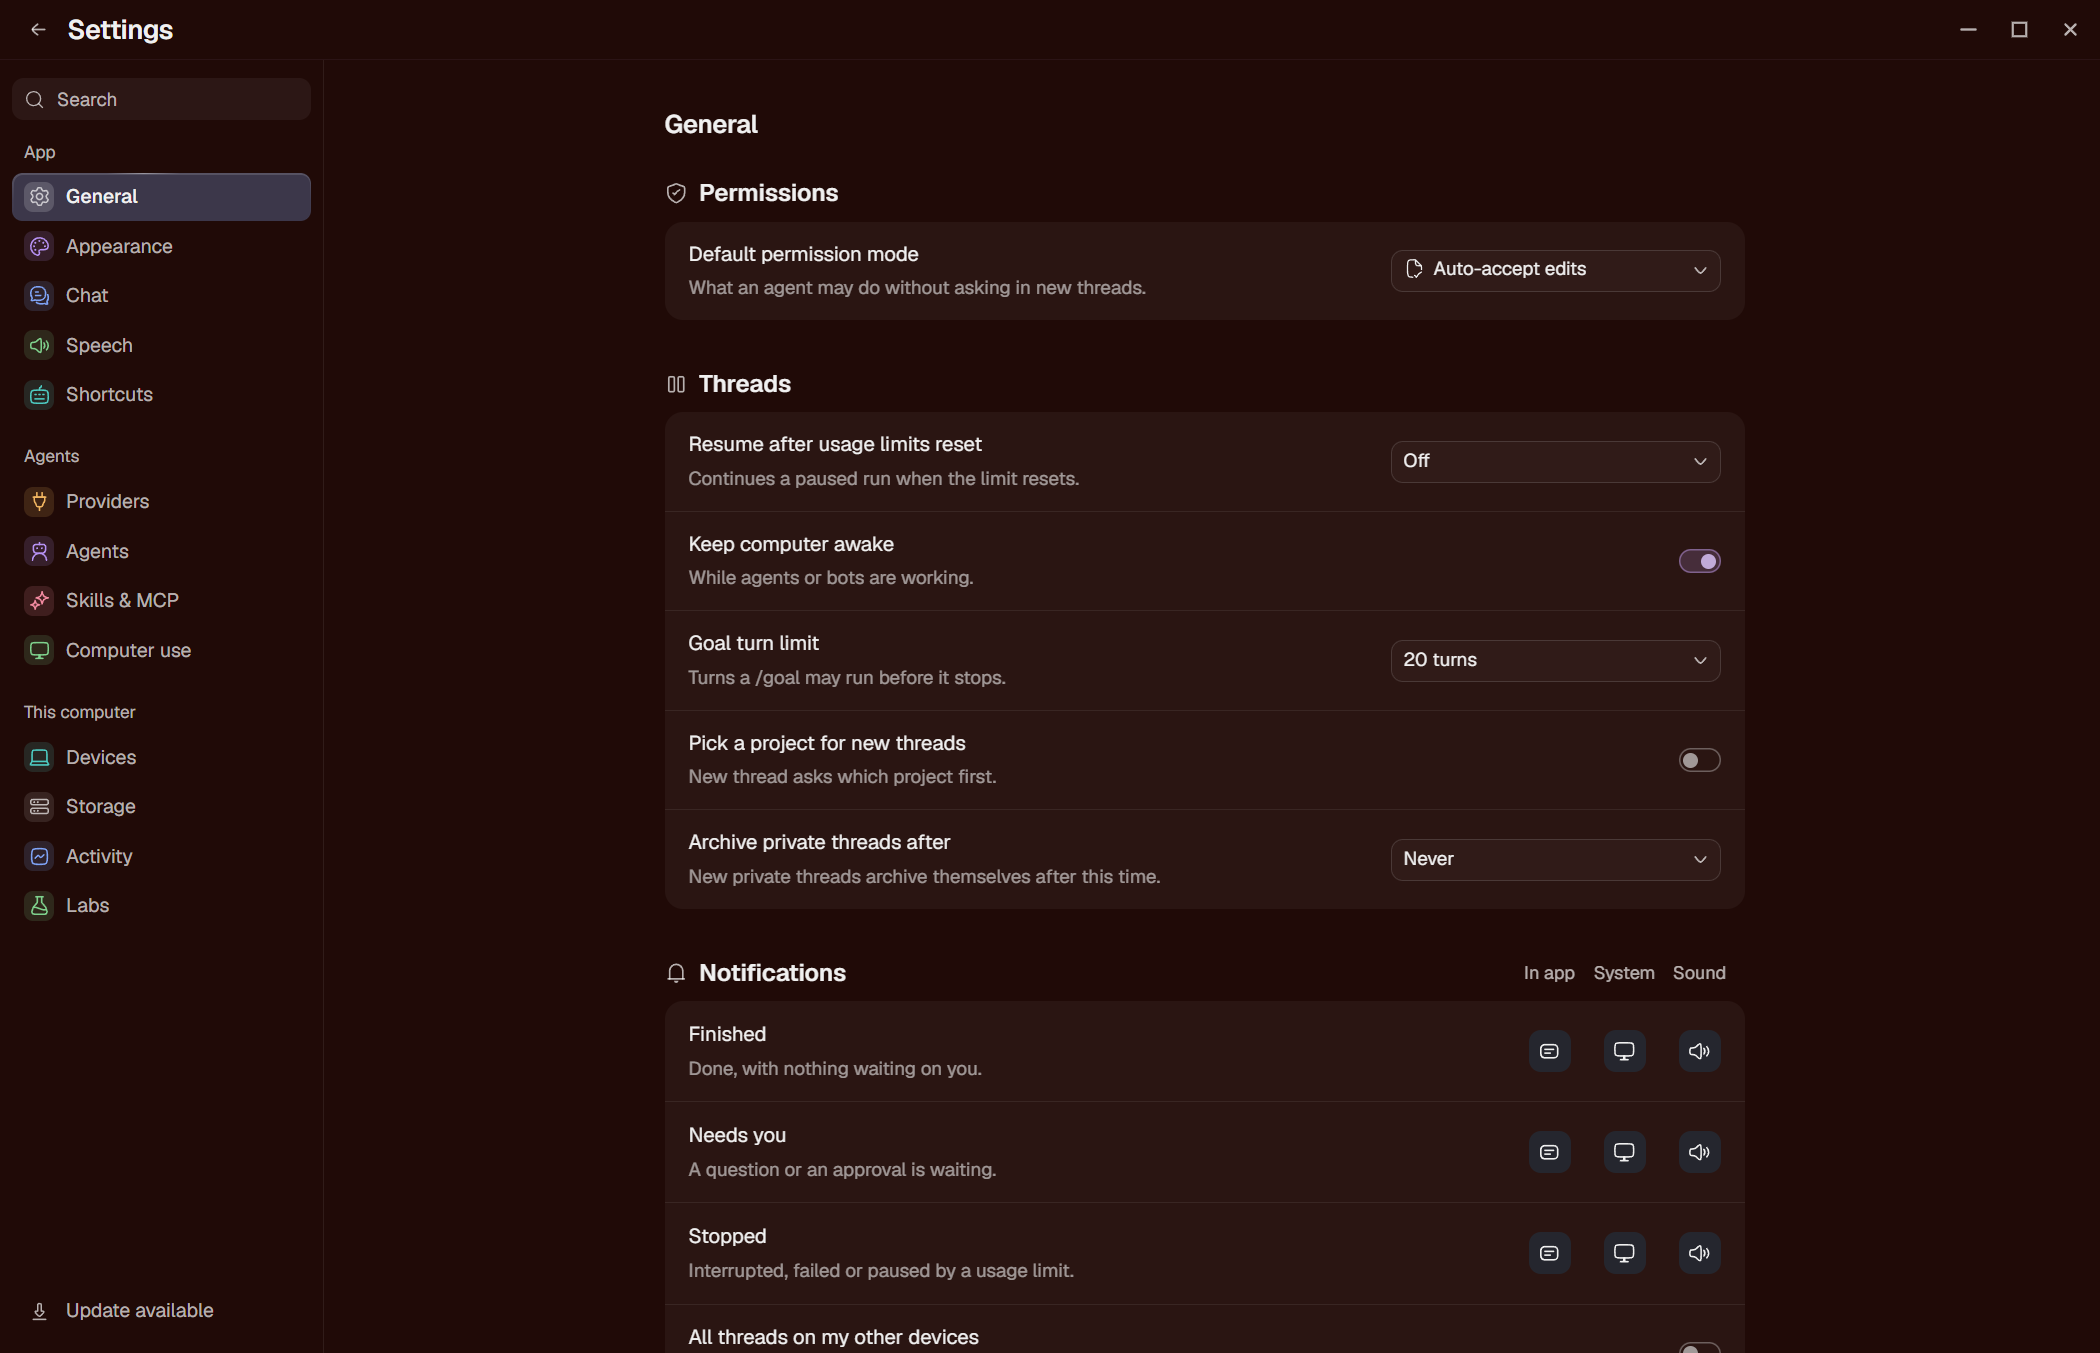 Settings
Search
App
General
Appearance
Chat
Speech
Shortcuts
Agents
Providers
Agents
Skills & MCP
Computer use
This computer
Devices
Storage
Activity
Labs
Update available
General
Permissions
Default permission mode
What an agent may do without asking in new threads.
Auto-accept edits
Threads
Resume after usage limits reset
Continues a paused run when the limit resets.
Off
Keep computer awake
While agents or bots are working.
Goal turn limit
Turns a /goal may run before it stops.
20 turns
Pick a project for new threads
New thread asks which project first.
Archive private threads after
New private threads archive themselves after this time.
Never
Notifications
In app System Sound
Finished
Done, with nothing waiting on you.
Needs you
A question or an approval is waiting.
Stopped
Interrupted, failed or paused by a usage limit.
All threads on my other devices